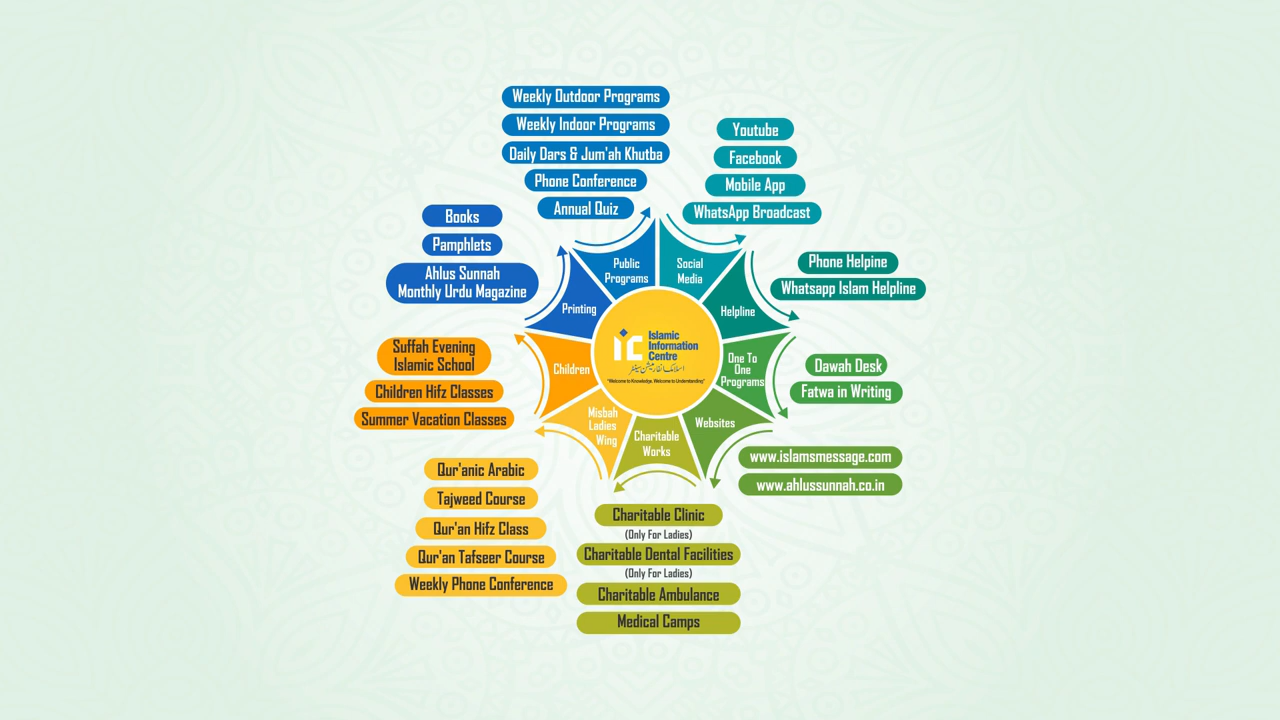 Weekly Outdoor Programs
Weekly Indoor Programs
Daily Dars & Jum'ah Khutba
Phone Conference
Annual Quiz
Youtube
Facebook
Mobile App
WhatsApp Broadcast
Books
Pamphlets
Ahlus Sunnah
Monthly Urdu Magazine
Phone Helpine
Whatsapp Islam Helpline
Public
Programs
Social
Media
Printing
Helpline
Suffah Evening
Islamic School
Children Hifz Classes
Summer Vacation Classes
Children
Islamic
Information
Centre
اسلامک انفارمیشن سینٹر
"Welcome to Knowledge, Welcome to Understanding"
One To
One
Programs
Dawah Desk
Fatwa in Writing
Misbah
Ladies
Wing
Charitable
Works
Websites
www.islamsmessage.com
www.ahlussunnah.co.in
Qur'anic Arabic
Tajweed Course
Qur'an Hifz Class
Qur'an Tafseer Course
Weekly Phone Conference
Charitable Clinic
(Only For Ladies)
Charitable Dental Facilities
(Only For Ladies)
Charitable Ambulance
Medical Camps